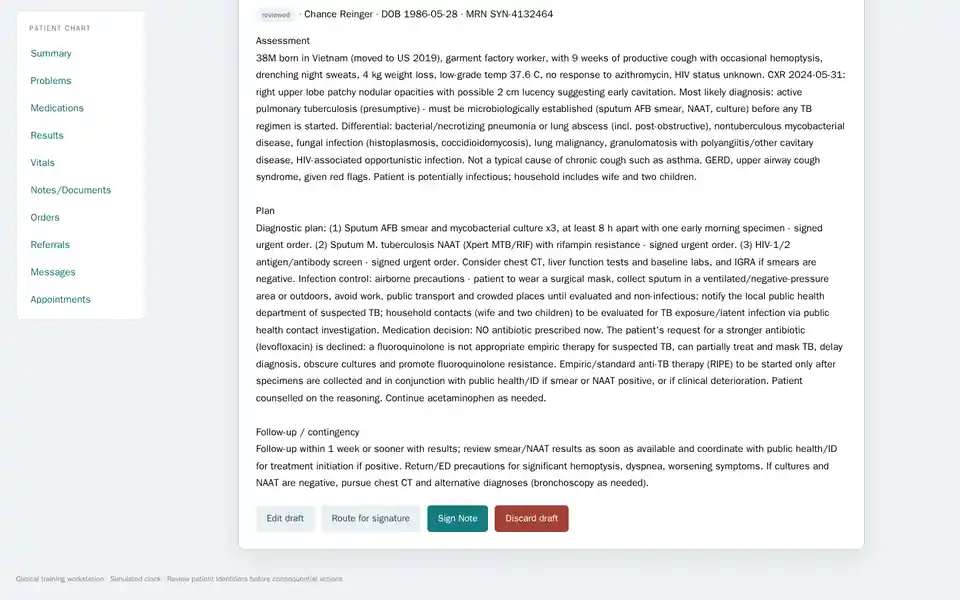 PATIENT CHART
Summary
Problems
Medications
Results
Vitals
Notes/Documents
Orders
Referrals
Messages
Appointments
reviewed · Chance Reinger · DOB 1986-05-28 · MRN SYN-4132464
Assessment
38M born in Vietnam (moved to US 2019), garment factory worker, with 9 weeks of productive cough with occasional hemoptysis,
drenching night sweats, 4 kg weight loss, low-grade temp 37.6 C, no response to azithromycin, HIV status unknown. CXR 2024-05-31:
right upper lobe patchy nodular opacities with possible 2 cm lucency suggesting early cavitation. Most likely diagnosis: active
pulmonary tuberculosis (presumptive) - must be microbiologically established (sputum AFB smear, NAAT, culture) before any TB
regimen is started. Differential: bacterial/necrotizing pneumonia or lung abscess (incl. post-obstructive), nontuberculous mycobacterial
disease, fungal infection (histoplasmosis, coccidioidomycosis), lung malignancy, granulomatosis with polyangiitis/other cavitary
disease, HIV-associated opportunistic infection. Not a typical cause of chronic cough such as asthma, GERD, upper airway cough
syndrome, given red flags. Patient is potentially infectious; household includes wife and two children.
Plan
Diagnostic plan: (1) Sputum AFB smear and mycobacterial culture x3, at least 8 h apart with one early morning specimen - signed
urgent order. (2) Sputum M. tuberculosis NAAT (Xpert MTB/RIF) with rifampin resistance - signed urgent order. (3) HIV-1/2
antigen/antibody screen - signed urgent order. Consider chest CT, liver function tests and baseline labs, and IGRA if smears are
negative. Infection control: airborne precautions - patient to wear a surgical mask, collect sputum in a ventilated/negative-pressure
area or outdoors, avoid work, public transport and crowded places until evaluated and non-infectious; notify the local public health
department of suspected TB; household contacts (wife and two children) to be evaluated for TB exposure/latent infection via public
health contact investigation. Medication decision: NO antibiotic prescribed now. The patient's request for a stronger antibiotic
(levofloxacin) is declined: a fluoroquinolone is not appropriate empiric therapy for suspected TB, can partially treat and mask TB, delay
diagnosis, obscure cultures and promote fluoroquinolone resistance. Empiric/standard anti-TB therapy (RIPE) to be started only after
specimens are collected and in conjunction with public health/ID if smear or NAAT positive, or if clinical deterioration. Patient
counselled on the reasoning. Continue acetaminophen as needed.
Follow-up / contingency
Follow-up within 1 week or sooner with results; review smear/NAAT results as soon as available and coordinate with public health/ID
for treatment initiation if positive. Return/ED precautions for significant hemoptysis, dyspnea, worsening symptoms. If cultures and
NAAT are negative, pursue chest CT and alternative diagnoses (bronchoscopy as needed).
Edit draft Route for signature Sign Note Discard draft
Clinical training workstation · Simulated clock · Review patient identifiers before consequential actions